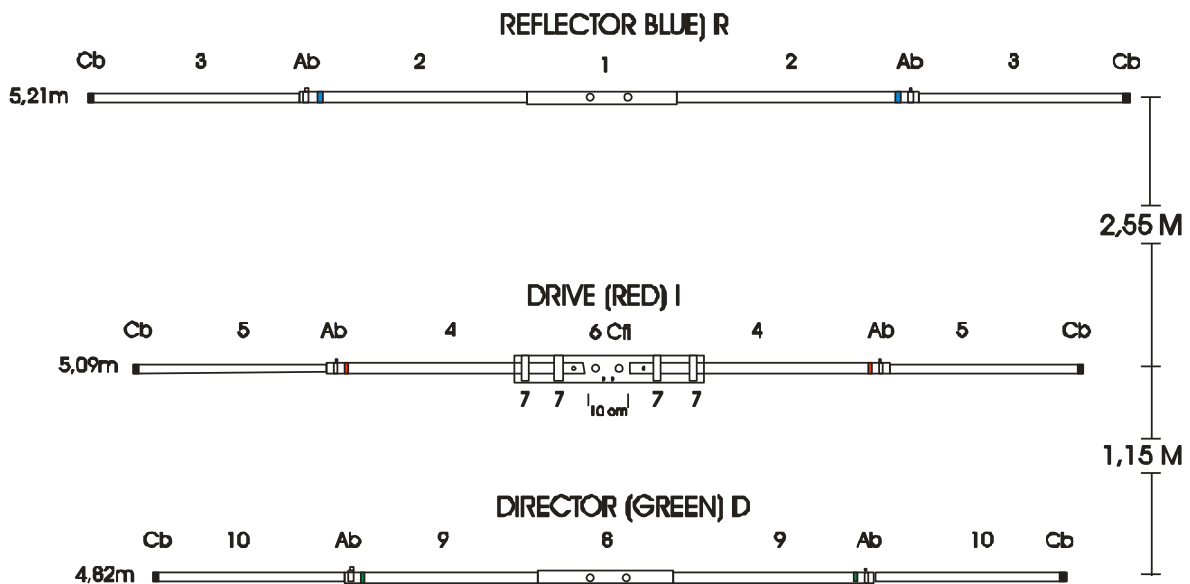 REFLECTOR BLUE) R
Cb 3 Ab 2 1 2 Ab 3 Cb
5,21m
2,55 M
DRIVE (RED) I
Cb 5 Ab 4 6 Cfi 4 Ab 5 Cb
5,09m
7 7 10 cm 7 7
1,15 M
DIRECTOR (GREEN) D
Cb 10 Ab 9 8 9 Ab 10 Cb
4,82m